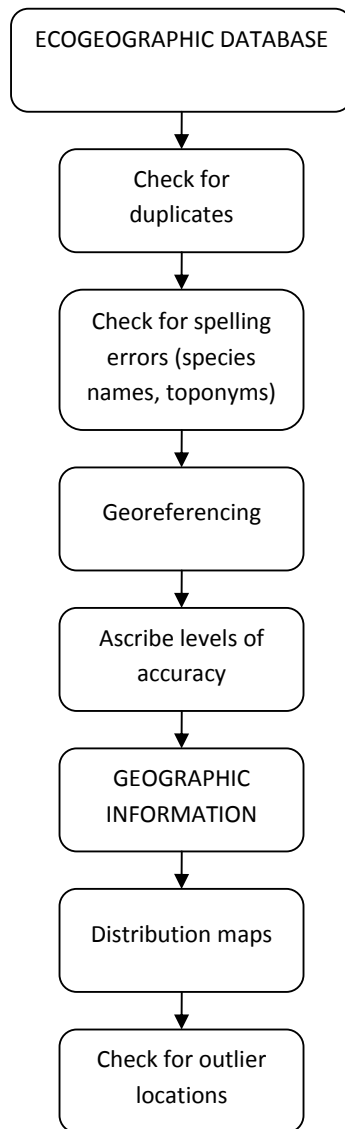 ECOGEOGRAPHIC DATABASE
Check for
duplicates
Check for spelling
errors (species
names, toponyms)
Georeferencing
Ascribe levels of
accuracy
GEOGRAPHIC
INFORMATION
Distribution maps
Check for outlier
locations